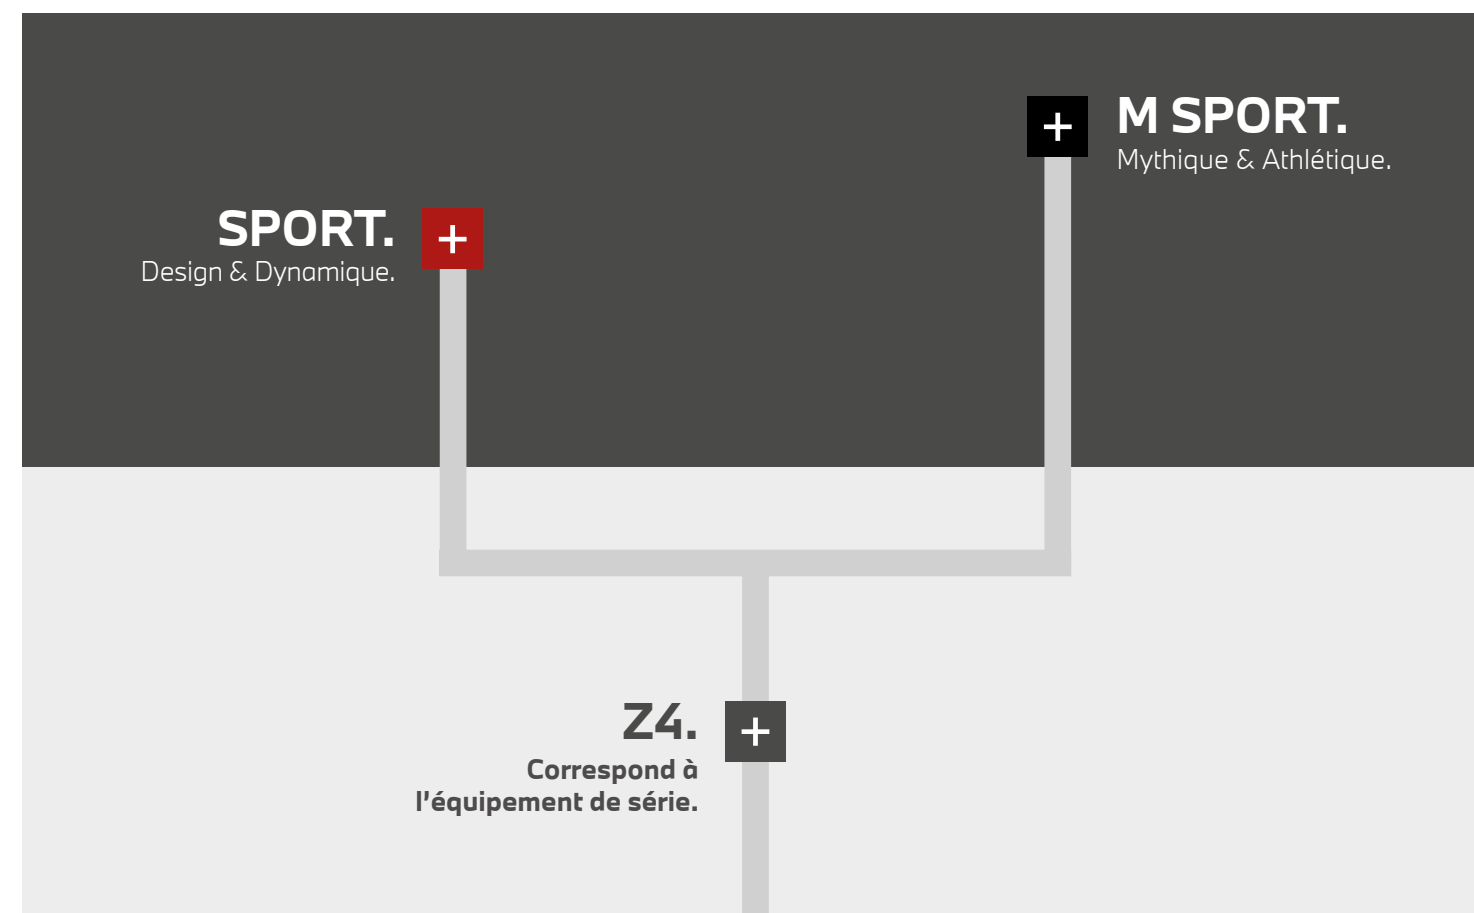 M SPORT.
Mythique & Athlétique.
SPORT.
Design & Dynamique.
Z4.
Correspond à
l’équipement de série.